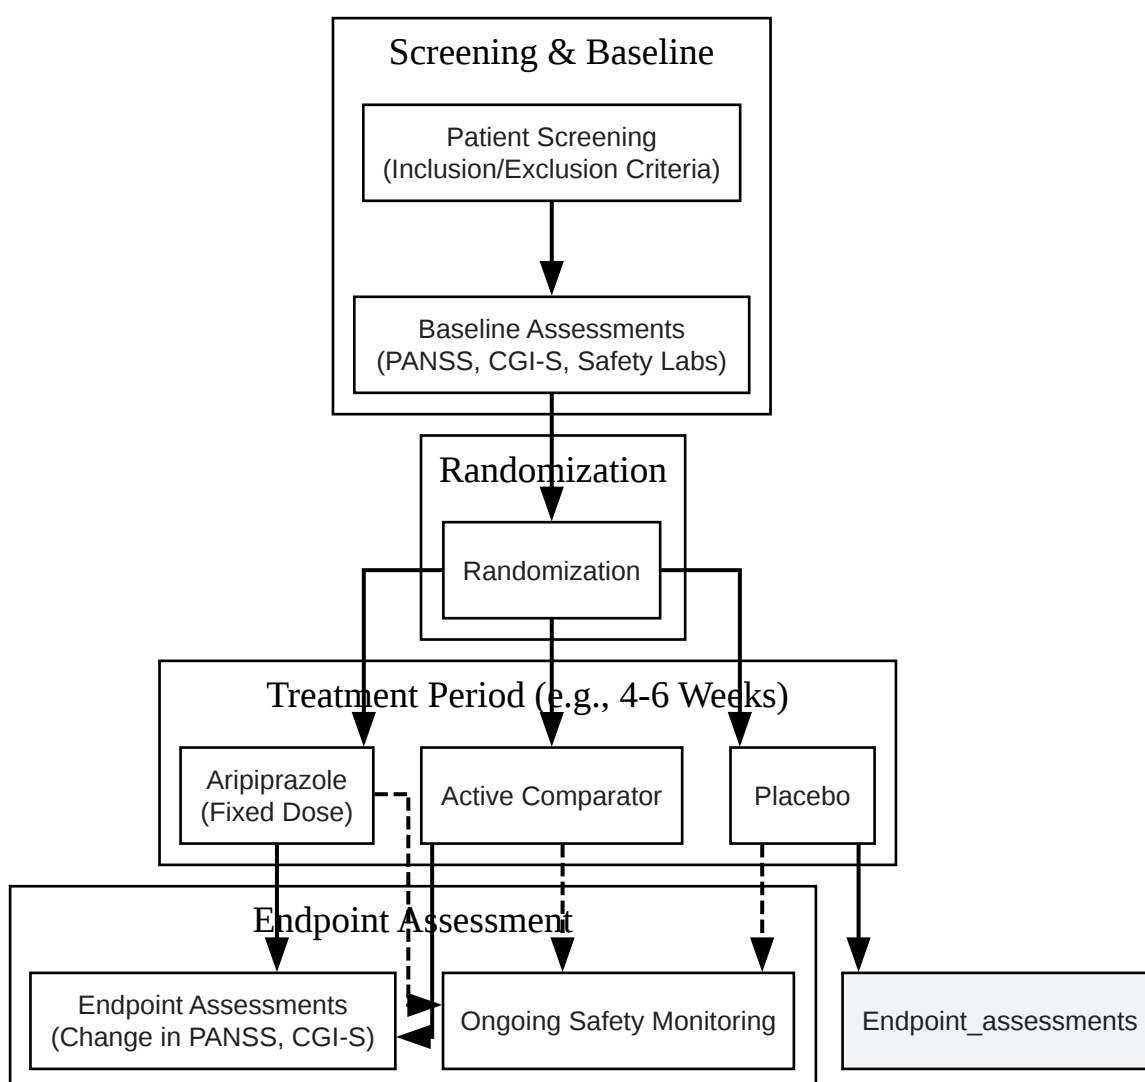 Screening & Baseline
Patient Screening
(Inclusion/Exclusion Criteria)
Baseline Assessments
(PANSS, CGI-S, Safety Labs)
Randomization
Randomization
Treatment Period (e.g., 4-6 Weeks)
Aripiprazole
(Fixed Dose)
Active Comparator
Placebo
Endpoint Assessment
Endpoint Assessments
(Change in PANSS, CGI-S)
Ongoing Safety Monitoring
Endpoint_assessments